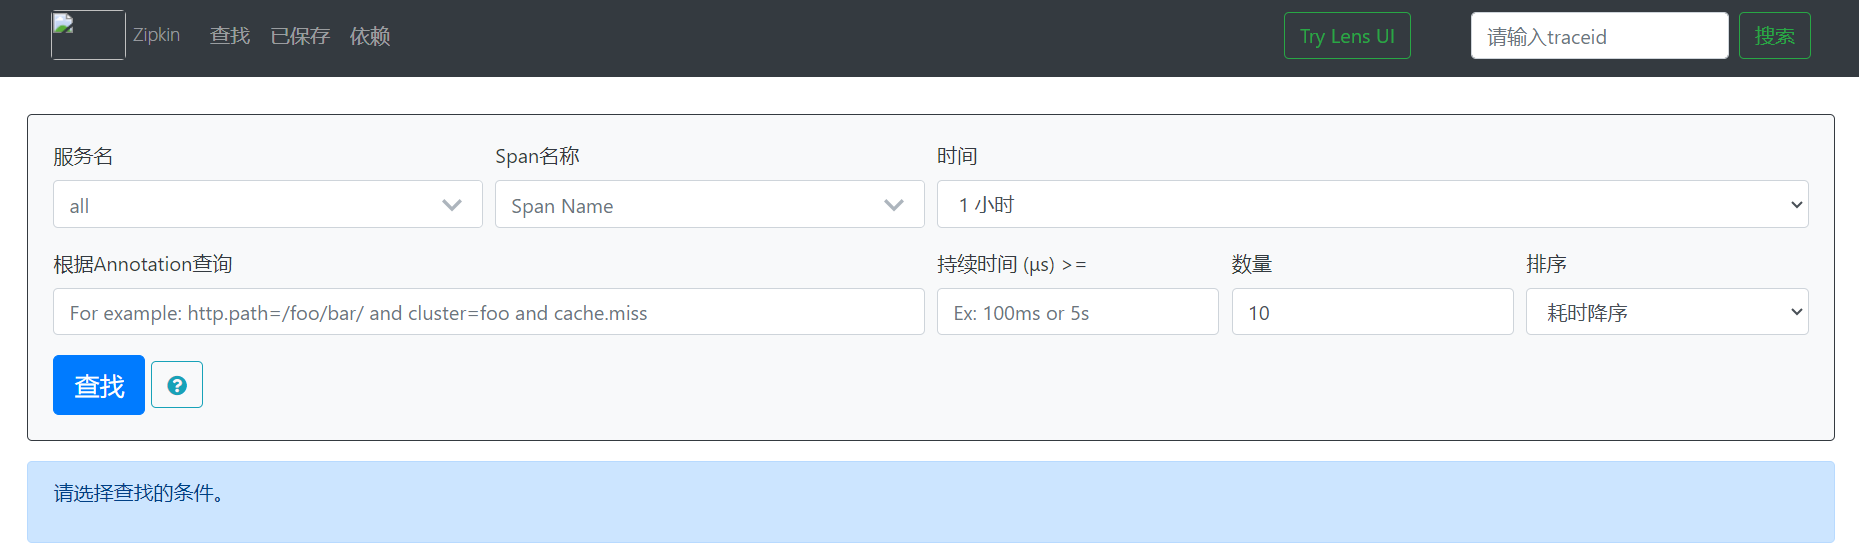 Zipkin 查找 已保存 依赖 Try Lens UI 请输入traceid 搜索
服务名 Span名称 时间
all Span Name 1 小时
根据Annotation查询 持续时间 (μs) >= 数量 排序
For example: http.path=/foo/bar/ and cluster=foo and cache.miss Ex: 100ms or 5s 10 耗时降序
查找 ?
请选择查找的条件。